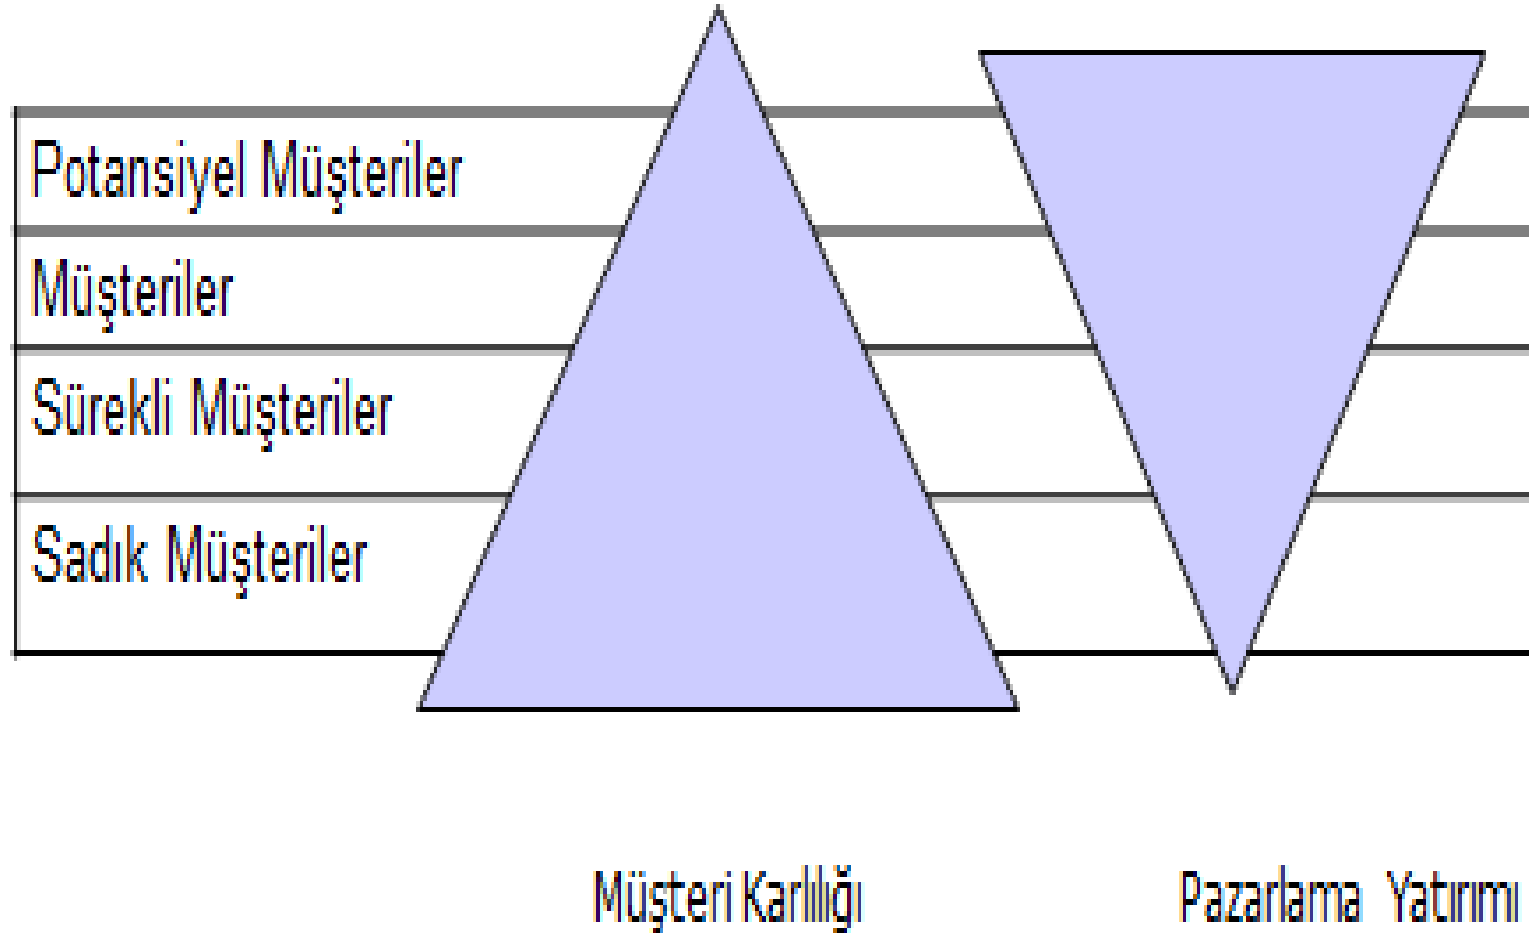 Potansiyel Müşteriler
Müşteriler
Sürekli Müşteriler
Sadık Müşteriler
Müşteri Karlılığı
Pazarlama Yatırımı